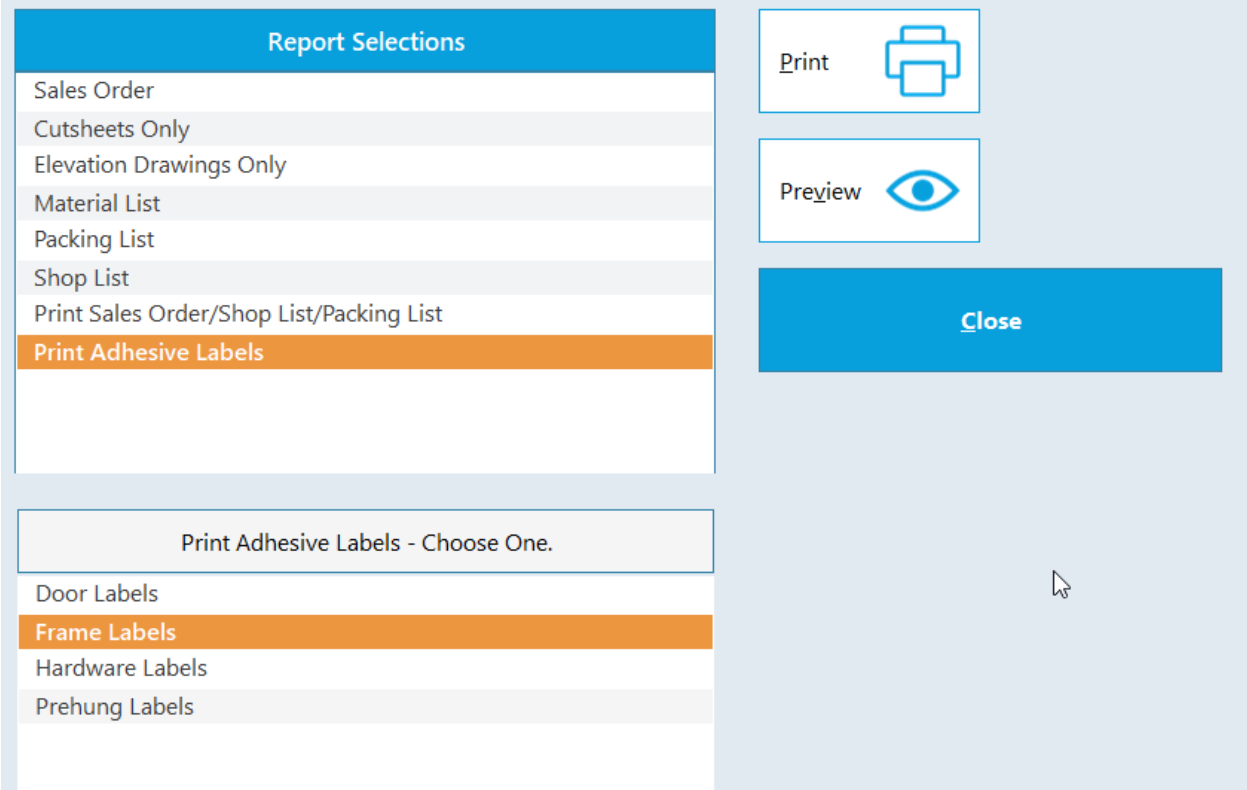 Report Selections
Sales Order
Cutsheets Only
Elevation Drawings Only
Material List
Packing List
Shop List
Print Sales Order/Shop List/Packing List
Print Adhesive Labels
Print Adhesive Labels - Choose One.
Door Labels
Frame Labels
Hardware Labels
Prehung Labels
Print
Preview
Close